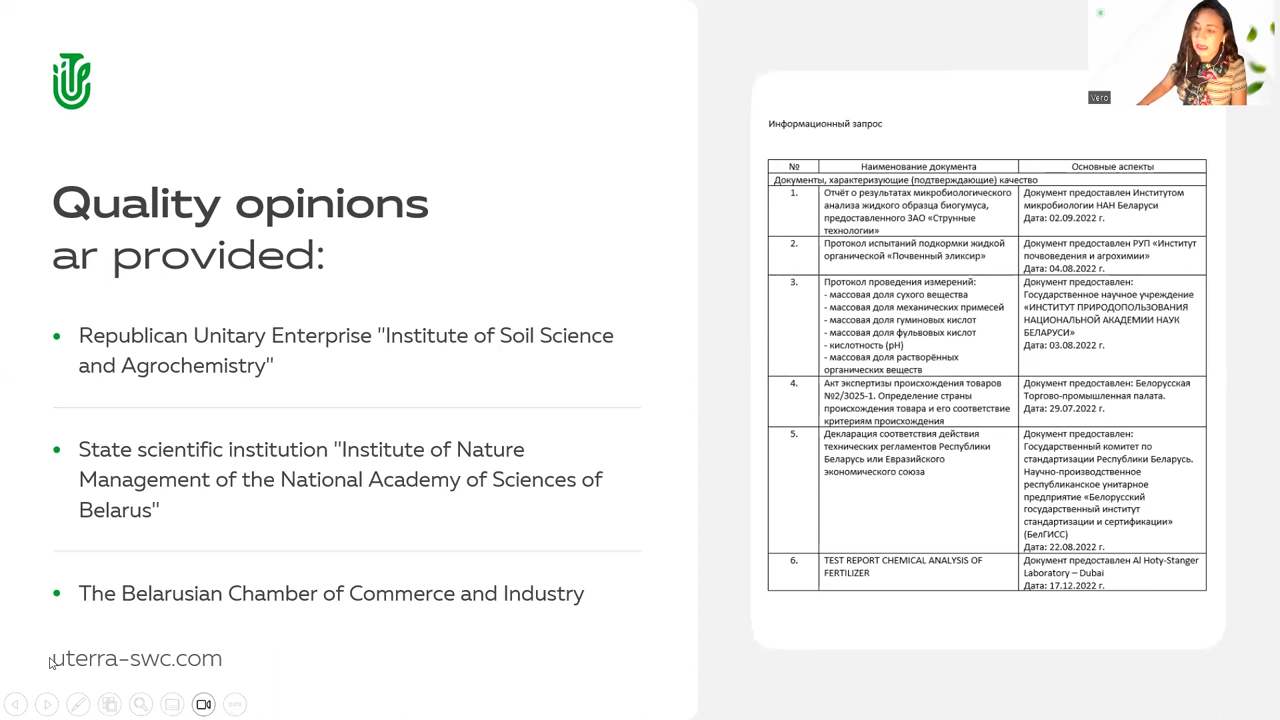 Quality opinions
ar provided:
Republican Unitary Enterprise "Institute of Soil Science
and Agrochemistry"
State scientific institution "Institute of Nature
Management of the National Academy of Sciences of
Belarus"
The Belarusian Chamber of Commerce and Industry
uterra-swc.com
Vero
Информационный запрос
№ Наименование документа Основные аспекты
Документы, характеризующие (подтверждающие) качество
1.
Отчёт о результатах микробиологического
анализа жидкого образца биогумуса,
предоставленного ЗАО «Струнные
технологии»
Документ предоставлен Институтом
микробиологии НАН Беларуси
Дата: 02.09.2022 г.
2.
Протокол испытаний подкормки жидкой
органической «Почвенный эликсир»
Документ предоставлен РУП «Институт
почвоведения и агрохимии»
Дата: 04.08.2022 г.
3.
Протокол проведения измерений:
- массовая доля сухого вещества
- массовая доля механических примесей
- массовая доля гуминовых кислот
- массовая доля фульвовых кислот
- кислотность (pH)
- массовая доля растворённых
органических веществ
Документ предоставлен:
Государственное научное учреждение
«ИНСТИТУТ ПРИРОДОПОЛЬЗОВАНИЯ
НАЦИОНАЛЬНОЙ АКАДЕМИИ НАУК
БЕЛАРУСИ»
Дата: 03.08.2022 г.
4.
Акт экспертизы происхождения товаров
№2/3025-1. Определение страны
происхождения товара и его соответствие
критериям происхождения
Документ предоставлен: Белорусская
Торгово-промышленная палата.
Дата: 29.07.2022 г.
5.
Декларация соответствия действия
технических регламентов Республики
Беларусь или Евразийского
экономического союза
Документ предоставлен:
Государственный комитет по
стандартизации Республики Беларусь.
Научно-производственное
республиканское унитарное
предприятие «Белорусский
государственный институт
стандартизации и сертификации»
(БелГИСС)
Дата: 22.08.2022 г.
6.
TEST REPORT CHEMICAL ANALYSIS OF
FERTILIZER
Документ предоставлен Al Hoty-Stanger
Laboratory – Dubai
Дата: 17.12.2022 г.